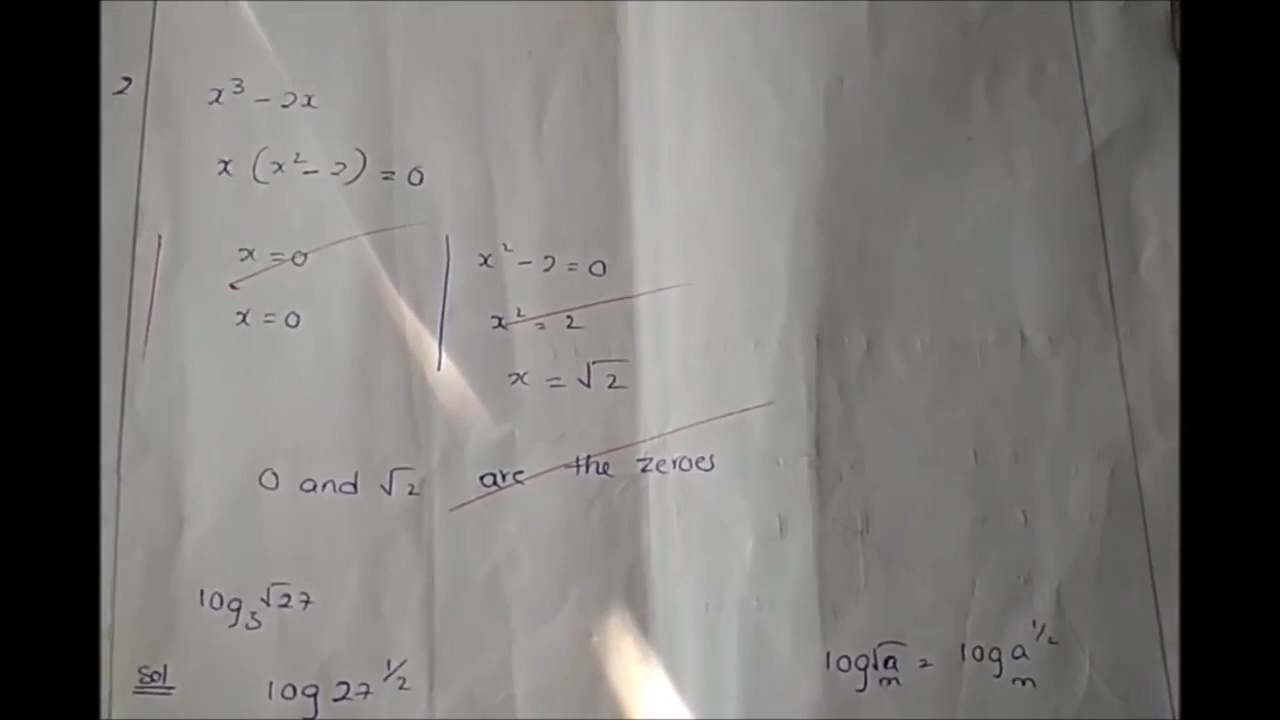 2 x³ - 2x
x (x² - 2) = 0
x = 0 x² - 2 = 0
x = 0 x² = 2
x = √2
0 and √2 are the zeroes
log₃√27
Sol log 27^1/2
log√a m = log a^1/2 m